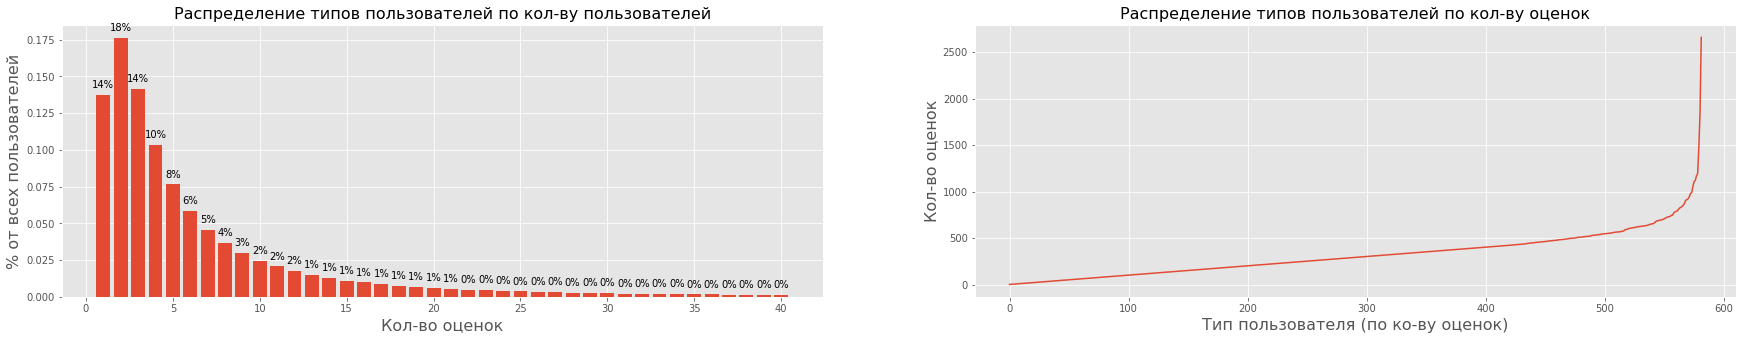 Распределение типов пользователей по кол-ву пользователей
% от всех пользователей
0.175
0.150
0.125
0.100
0.075
0.050
0.025
0.000
14% 18% 14% 10% 8% 6% 5% 4% 3% 2% 2% 2% 1% 1% 1% 1% 1% 1% 1% 1% 1% 0% 0% 0% 0% 0% 0% 0% 0% 0% 0% 0% 0% 0% 0% 0% 0% 0% 0% 0%
0 5 10 15 20 25 30 35 40
Кол-во оценок
Распределение типов пользователей по кол-ву оценок
Кол-во оценок
2500
2000
1500
1000
500
0
0 100 200 300 400 500 600
Тип пользователя (по ко-ву оценок)